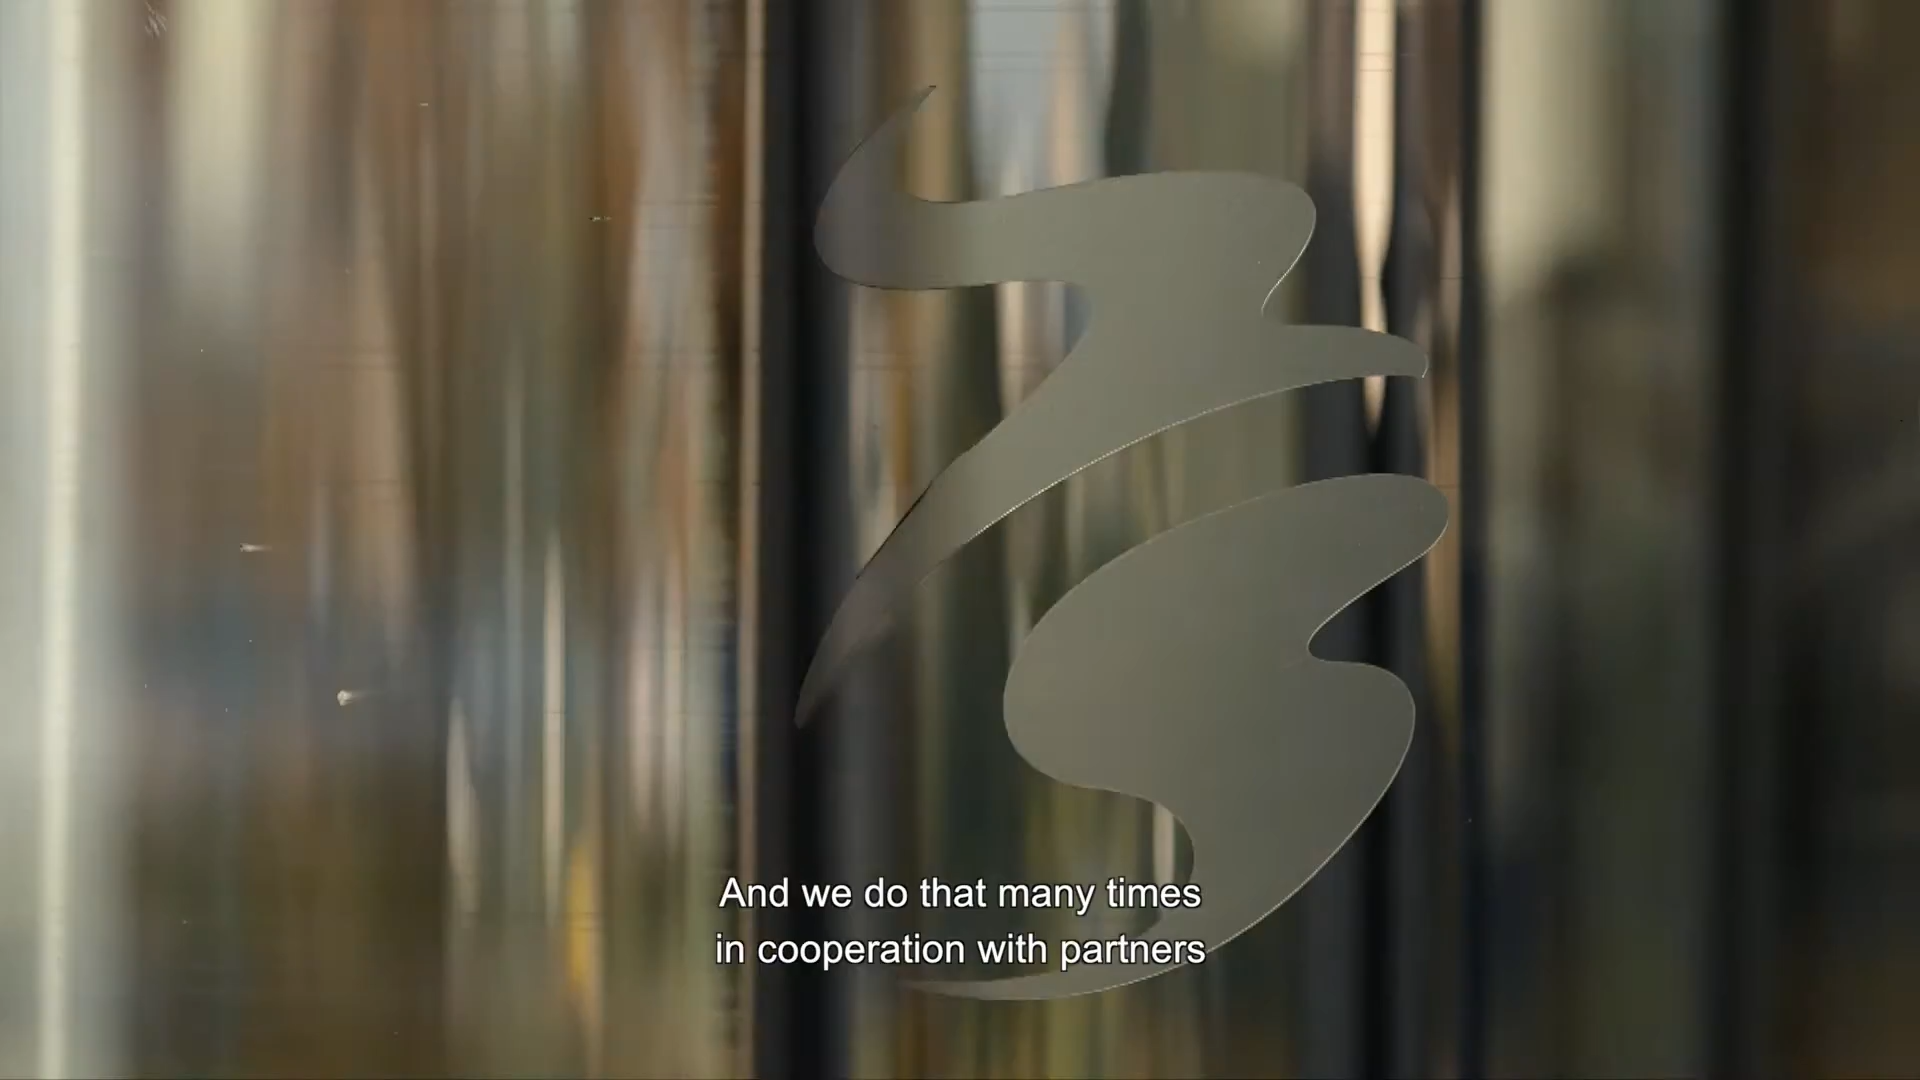 And we do that many times
in cooperation with partners